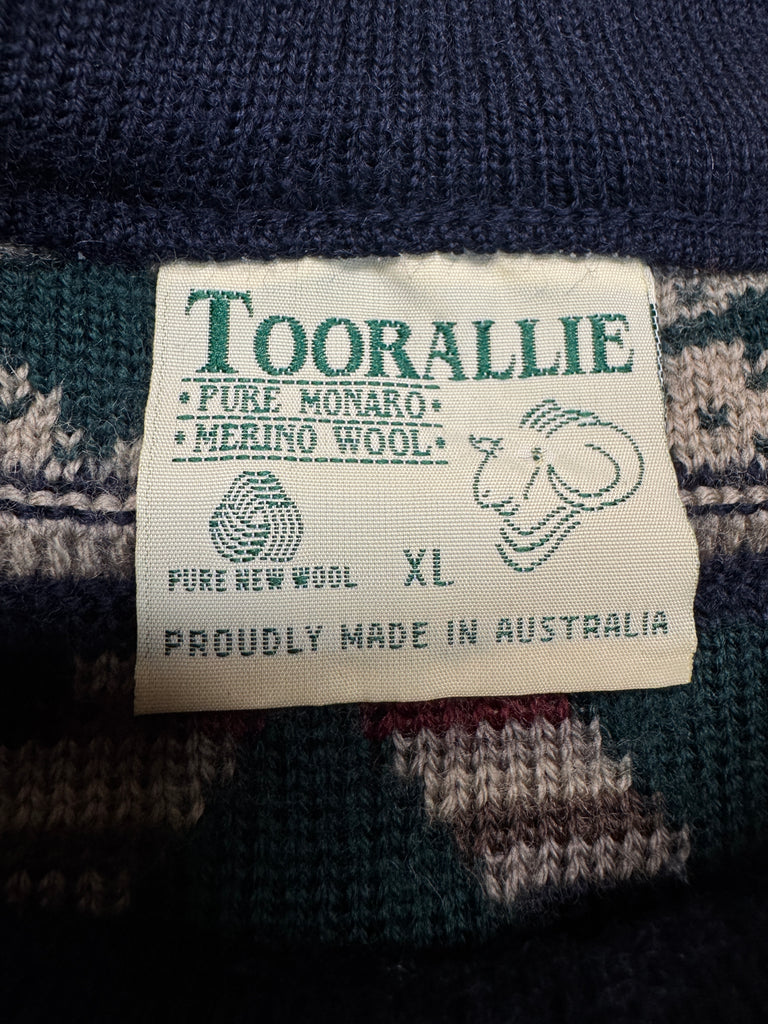 TOORALLIE
• PURE MONARO •
• MERINO WOOL •
PURE NEW WOOL XL
PROUDLY MADE IN AUSTRALIA